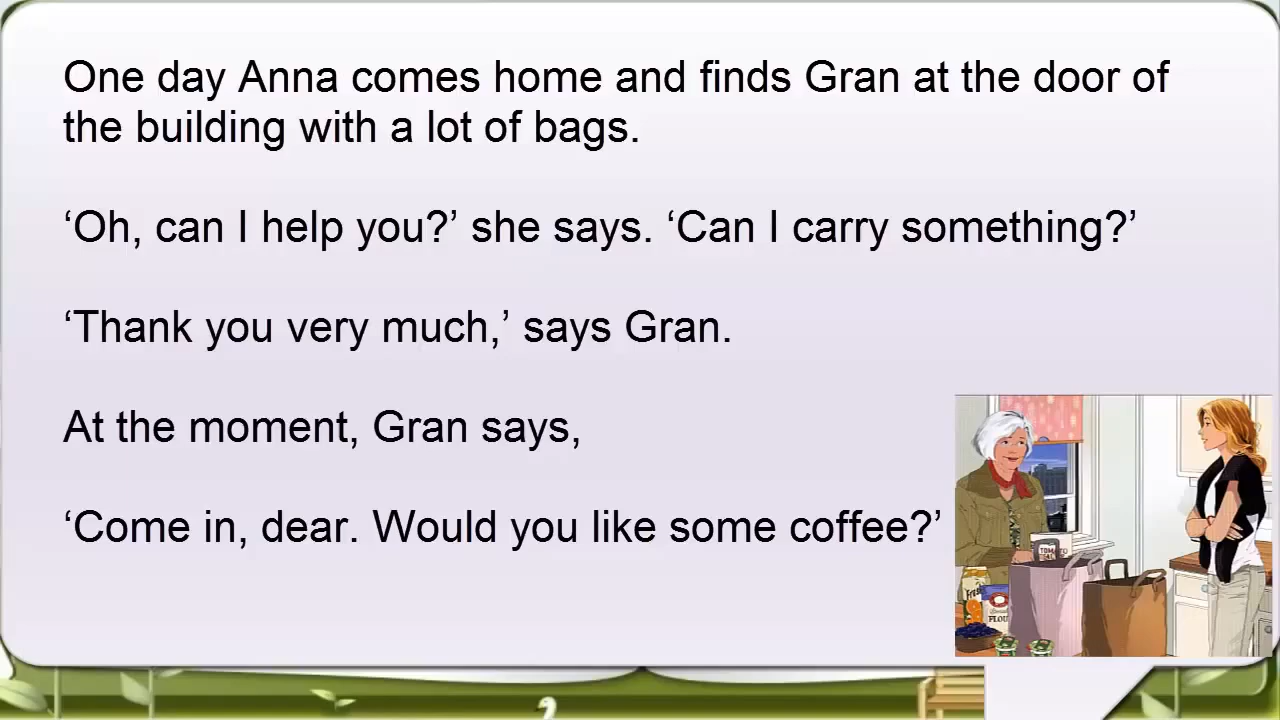 One day Anna comes home and finds Gran at the door of
the building with a lot of bags.
‘Oh, can I help you?’ she says. ‘Can I carry something?’
‘Thank you very much,’ says Gran.
At the moment, Gran says,
‘Come in, dear. Would you like some coffee?’
FLOU